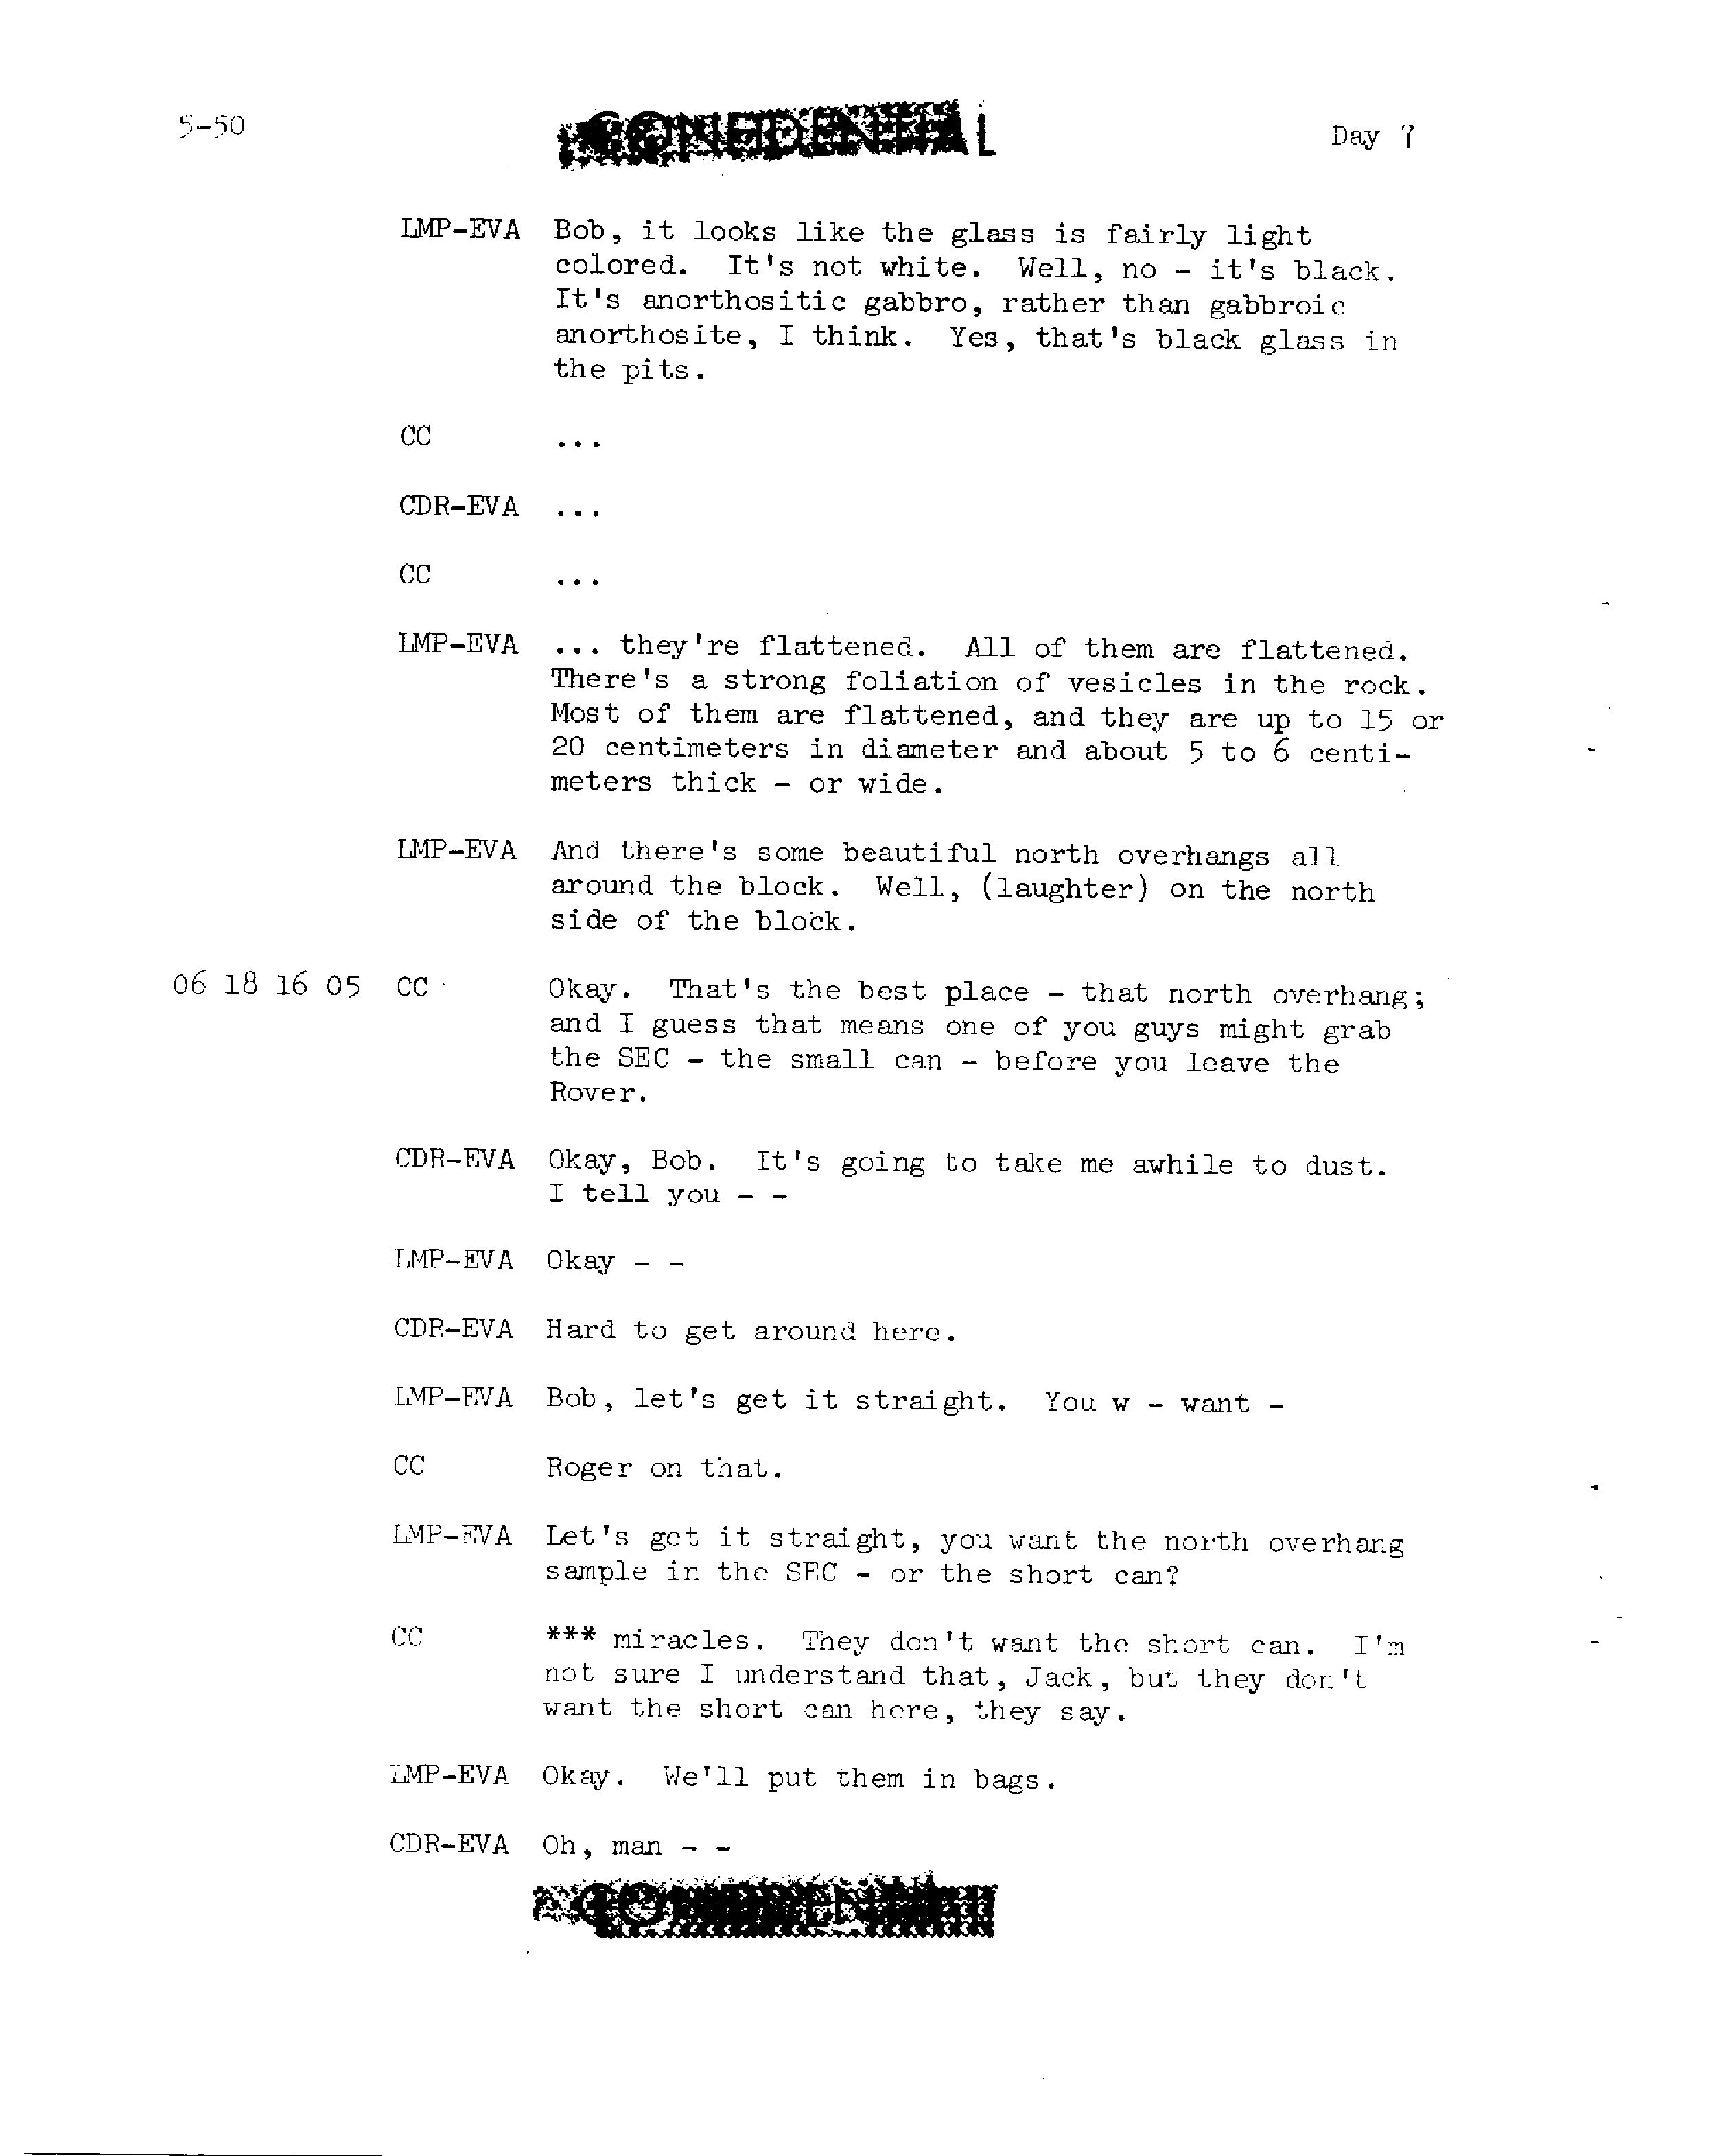 5-50
CONFIDENTIAL
Day 7
LMP-EVA Bob, it looks like the glass is fairly light
colored. It's not white. Well, no - it's black.
It's anorthositic gabbro, rather than gabbroic
anorthosite, I think. Yes, that's black glass in
the pits.
CC ...
CDR-EVA ...
CC ...
LMP-EVA ... they're flattened. All of them are flattened.
There's a strong foliation of vesicles in the rock.
Most of them are flattened, and they are up to 15 or
20 centimeters in diameter and about 5 to 6 centi-
meters thick - or wide.
LMP-EVA And there's some beautiful north overhangs all
around the block. Well, (laughter) on the north
side of the block.
06 18 16 05 CC Okay. That's the best place - that north overhang;
and I guess that means one of you guys might grab
the SEC - the small can - before you leave the
Rover.
CDR-EVA Okay, Bob. It's going to take me awhile to dust.
I tell you - -
LMP-EVA Okay - -
CDR-EVA Hard to get around here.
LMP-EVA Bob, let's get it straight. You w - want -
CC Roger on that.
LMP-EVA Let's get it straight, you want the north overhang
sample in the SEC - or the short can?
CC *** miracles. They don't want the short can. I'm
not sure I understand that, Jack, but they don't
want the short can here, they say.
LMP-EVA Okay. We'll put them in bags.
CDR-EVA Oh, man - -
CONFIDENTIAL